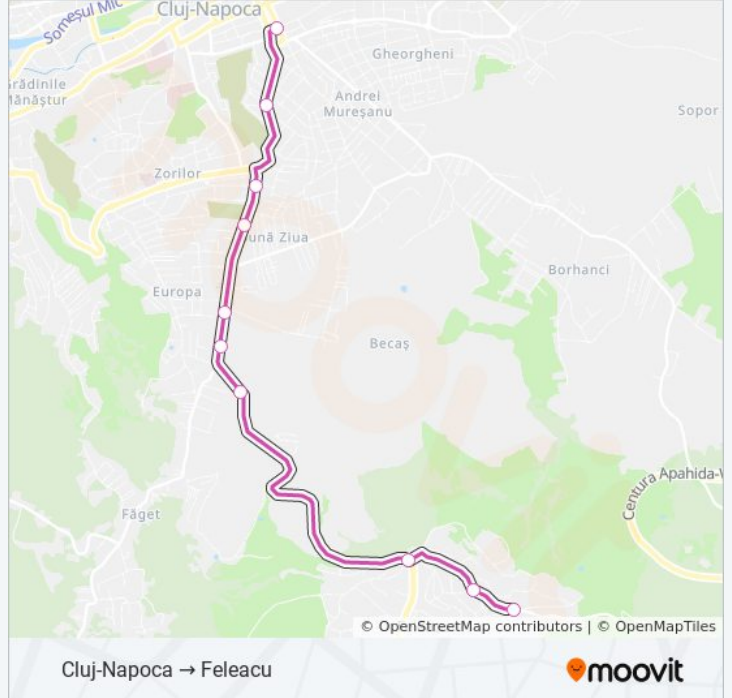 Cluj-Napoca
Someșul Mic
Gheorgheni
Grădinile
Mănăștur
Andrei
Mureșanu
Sopor
Zorilor
ună Ziua
Borhanci
Europa
Becaș
Centura Apahida-V
Făget
© OpenStreetMap contributors | © OpenMapTiles
Cluj-Napoca → Feleacu
moovit